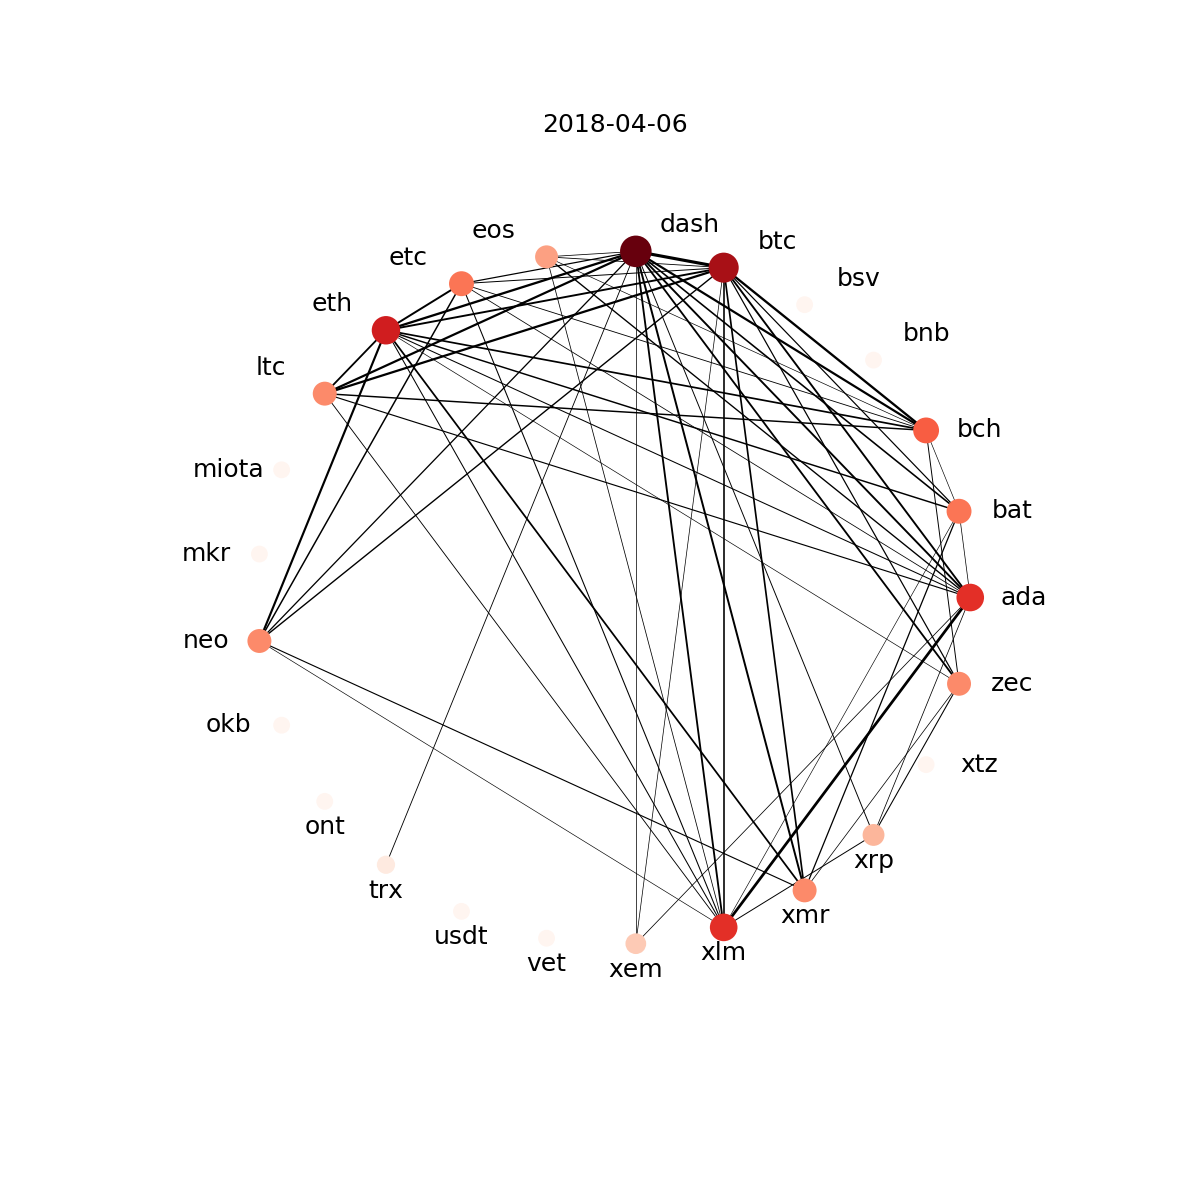 2018-04-06
dash
eos
btc
etc
bsv
eth
bnb
ltc
bch
miota
bat
mkr
ada
neo
zec
okb
xtz
ont
xrp
trx
xmr
usdt
xlm
vet
xem